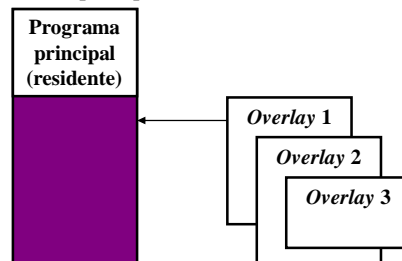 Programa
principal
(residente)
Overlay 1
Overlay 2
Overlay 3